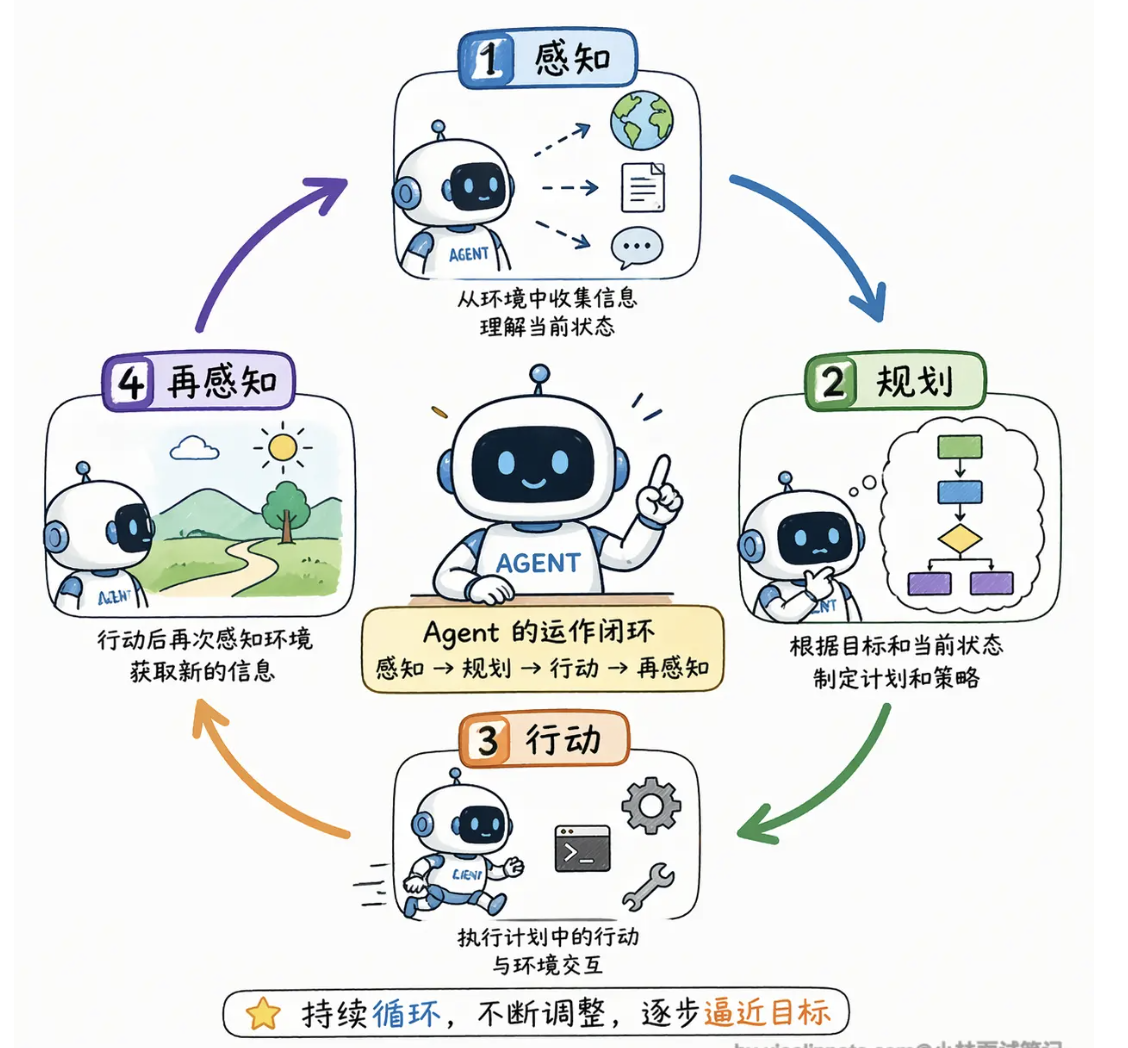 1 感知
AGENT
从环境中收集信息
理解当前状态
2 规划
根据目标和当前状态
制定计划和策略
3 行动
>_
执行计划中的行动
与环境交互
4 再感知
AGENT
行动后再次感知环境
获取新的信息
AGENT
Agent 的运作闭环
感知 → 规划 → 行动 → 再感知
持续循环，不断调整，逐步逼近目标